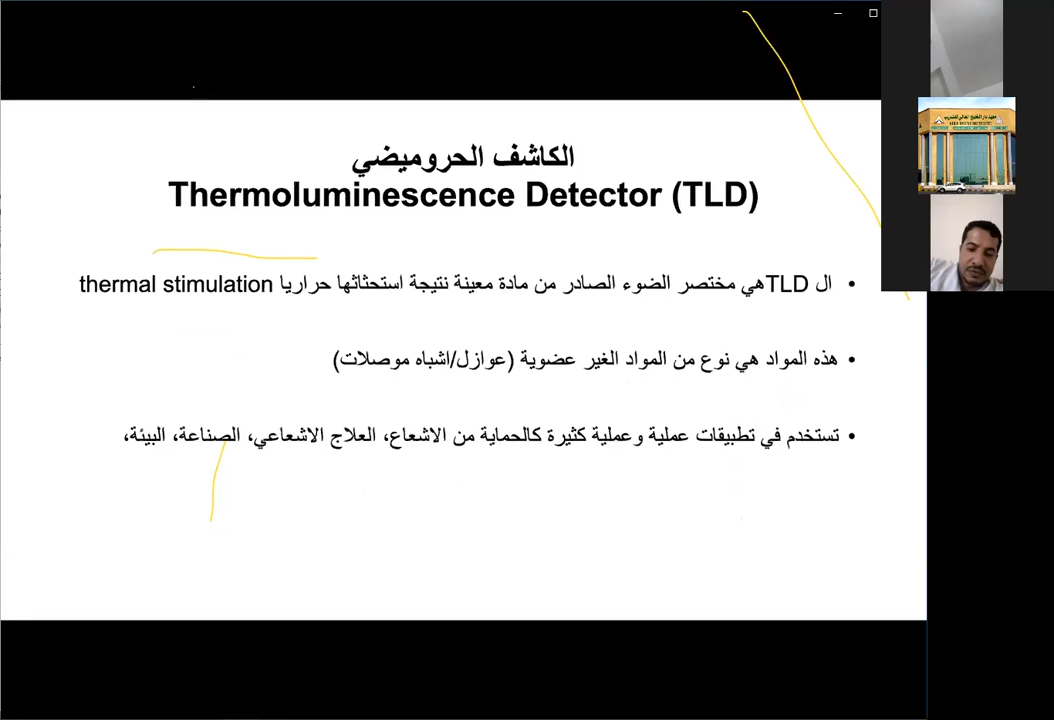 الكاشف الحروميضي
Thermoluminescence Detector (TLD)
• ال TLDهي مختصر الضوء الصادر من مادة معينة نتيجة استحثاثها حراريا thermal stimulation
• هذه المواد هي نوع من المواد الغير عضوية (عوازل/اشباه موصلات)
• تستخدم في تطبيقات عملية وعملية كثيرة كالحماية من الاشعاع، العلاج الاشعاعي، الصناعة، البيئة،